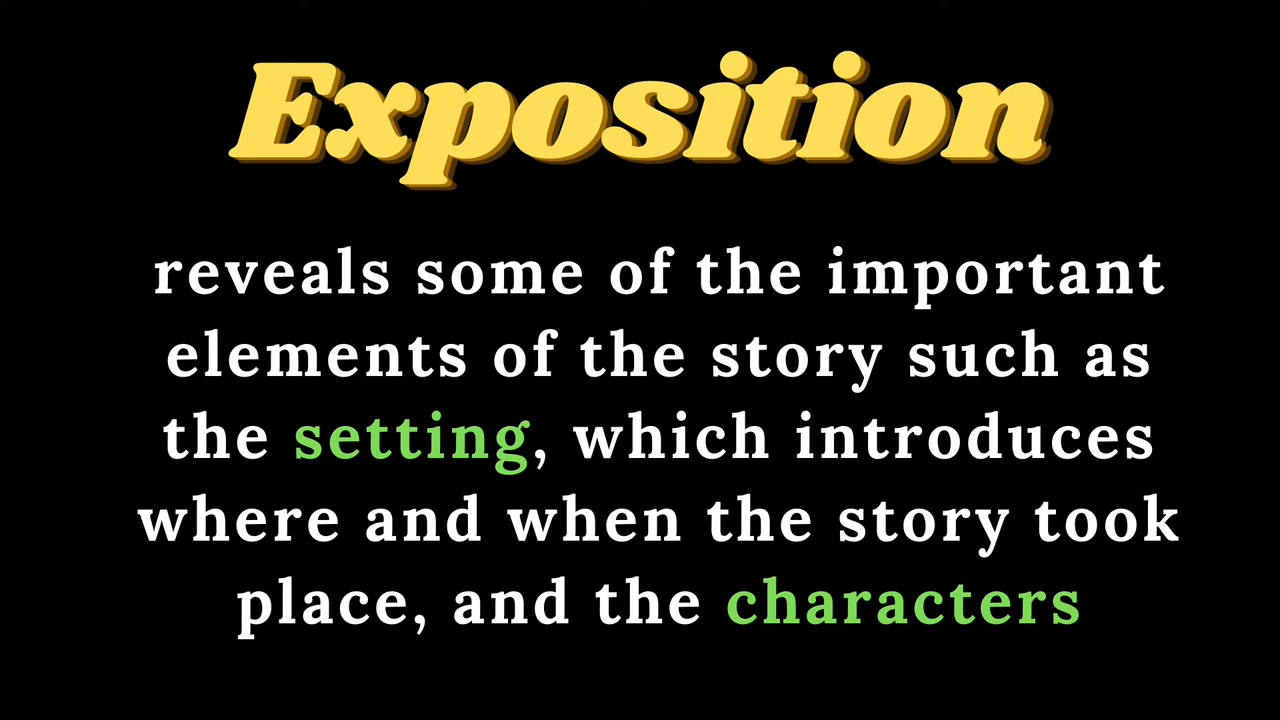 Exposition
reveals some of the important
elements of the story such as
the setting, which introduces
where and when the story took
place, and the characters